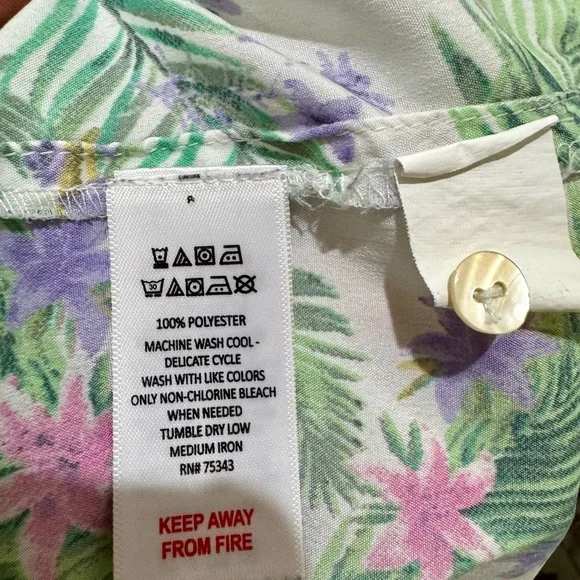 R
30
100% POLYESTER
MACHINE WASH COOL -
DELICATE CYCLE
WASH WITH LIKE COLORS
ONLY NON-CHLORINE BLEACH
WHEN NEEDED
TUMBLE DRY LOW
MEDIUM IRON
RN# 75343
KEEP AWAY
FROM FIRE